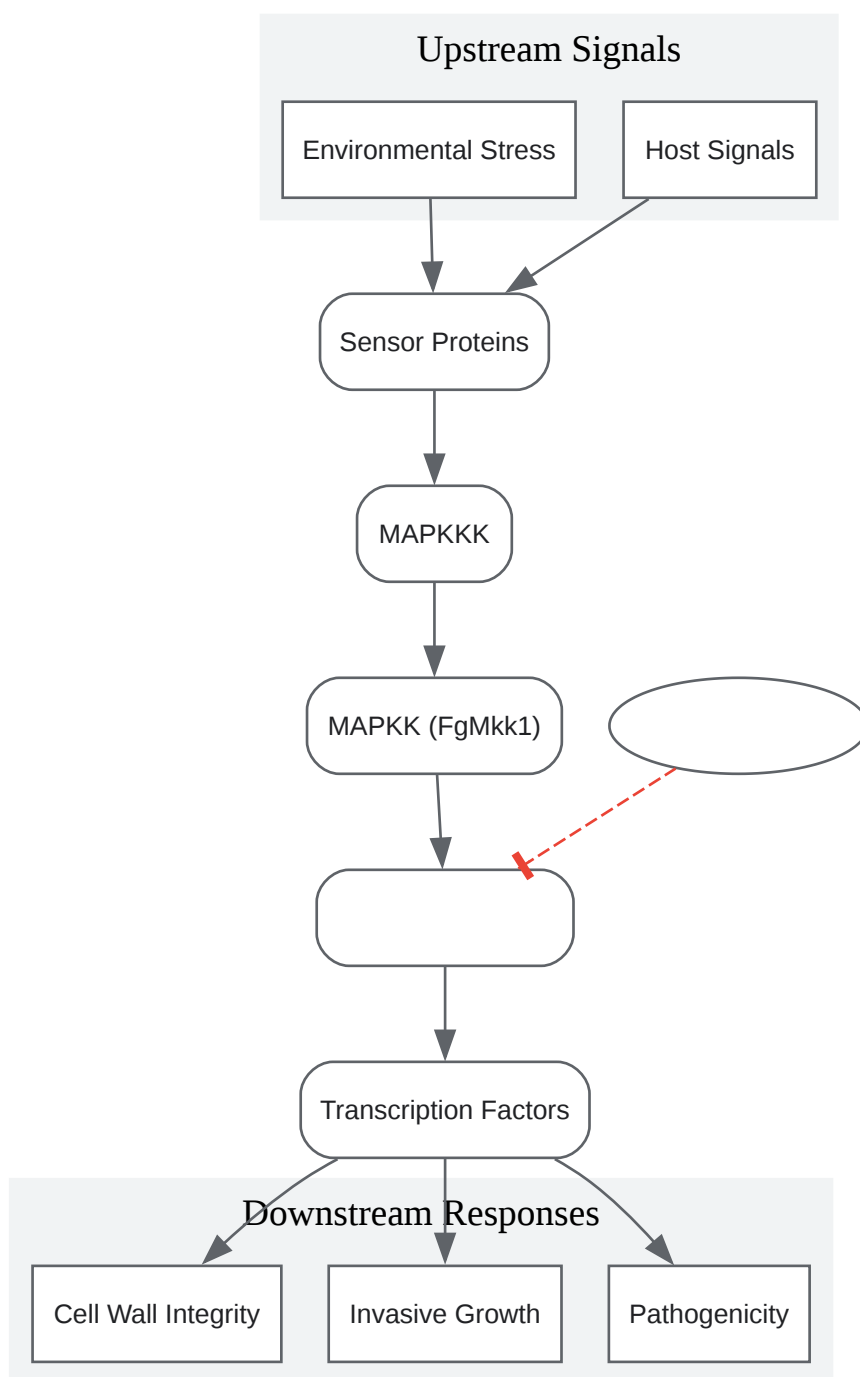 Upstream Signals
Environmental Stress
Host Signals
Sensor Proteins
MAPKKK
MAPKK (FgMkk1)
Transcription Factors
Downstream Responses
Cell Wall Integrity
Invasive Growth
Pathogenicity